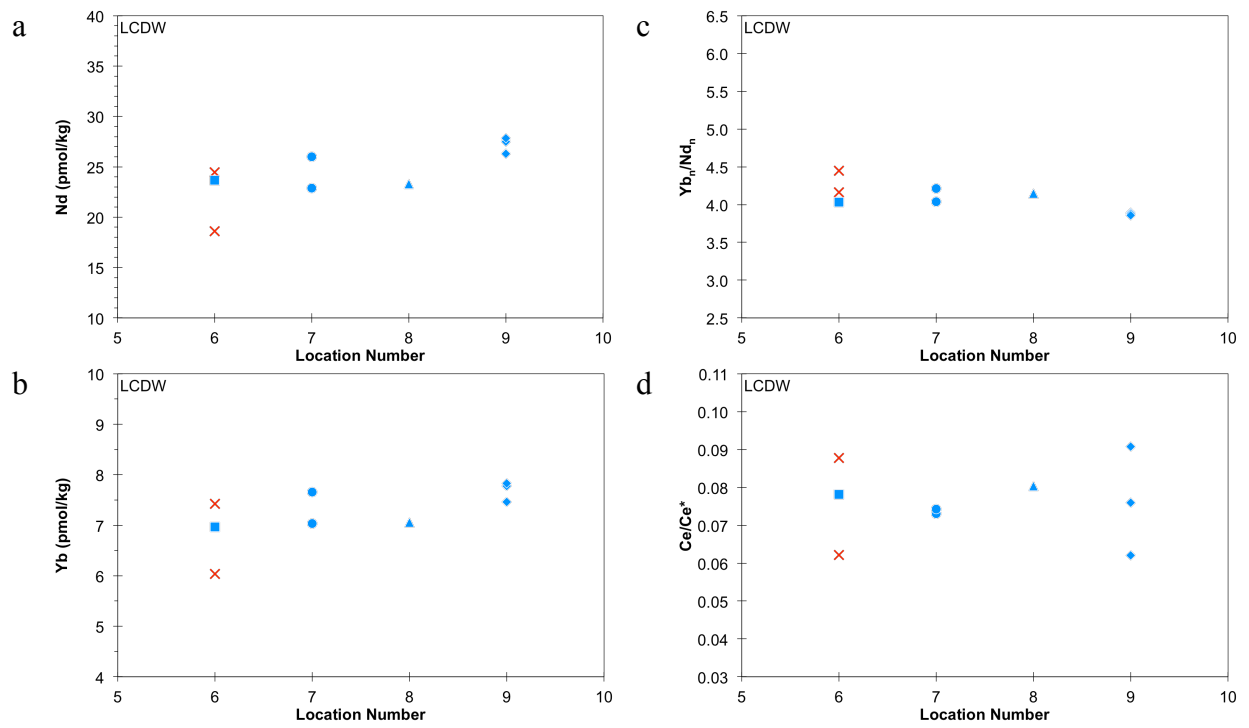 a
LCDW
40
35
30
25
20
15
10
Nd (pmol/kg)
5 6 7 8 9 10
Location Number
b
LCDW
10
9
8
7
6
5
4
Yb (pmol/kg)
5 6 7 8 9 10
Location Number
c
LCDW
6.5
6.0
5.5
5.0
4.5
4.0
3.5
3.0
2.5
Ybn/Ndn
5 6 7 8 9 10
Location Number
d
LCDW
0.11
0.10
0.09
0.08
0.07
0.06
0.05
0.04
0.03
Ce/Ce*
5 6 7 8 9 10
Location Number